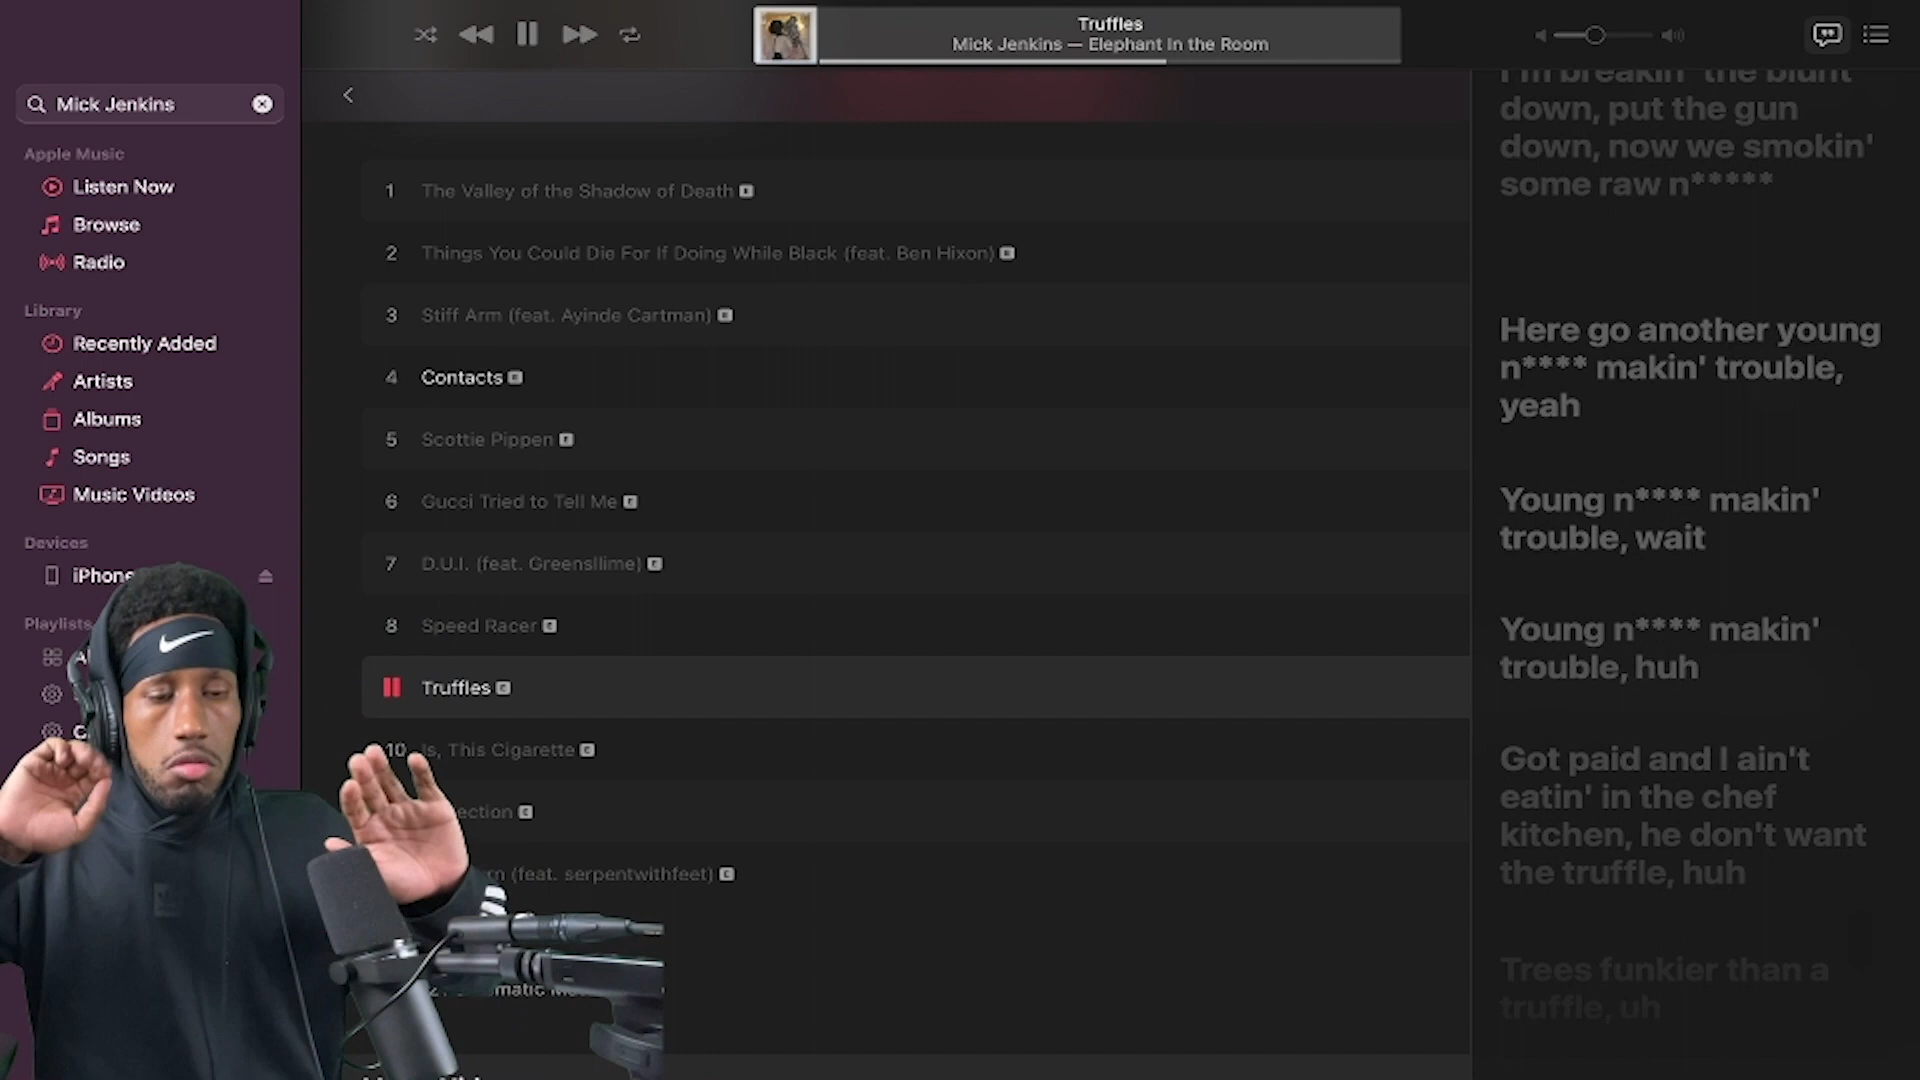 Truffles
Mick Jenkins — Elephant In the Room
Mick Jenkins
Apple Music
Listen Now
Browse
Radio
Library
Recently Added
Artists
Albums
Songs
Music Videos
Devices
iPhone
Playlists
1 The Valley of the Shadow of Death E
2 Things You Could Die For If Doing While Black (feat. Ben Hixon) E
3 Stiff Arm (feat. Ayinde Cartman) E
4 Contacts E
5 Scottie Pippen E
6 Gucci Tried to Tell Me E
7 D.U.I. (feat. Greensllime) E
8 Speed Racer E
Truffles E
10 Is, This Cigarette E
ection E
rn (feat. serpentwithfeet) E
I'm breakin' the blunt
down, put the gun
down, now we smokin'
some raw n*****
Here go another young
n**** makin' trouble,
yeah
Young n**** makin'
trouble, wait
Young n**** makin'
trouble, huh
Got paid and I ain't
eatin' in the chef
kitchen, he don't want
the truffle, huh
Trees funkier than a
truffle, uh